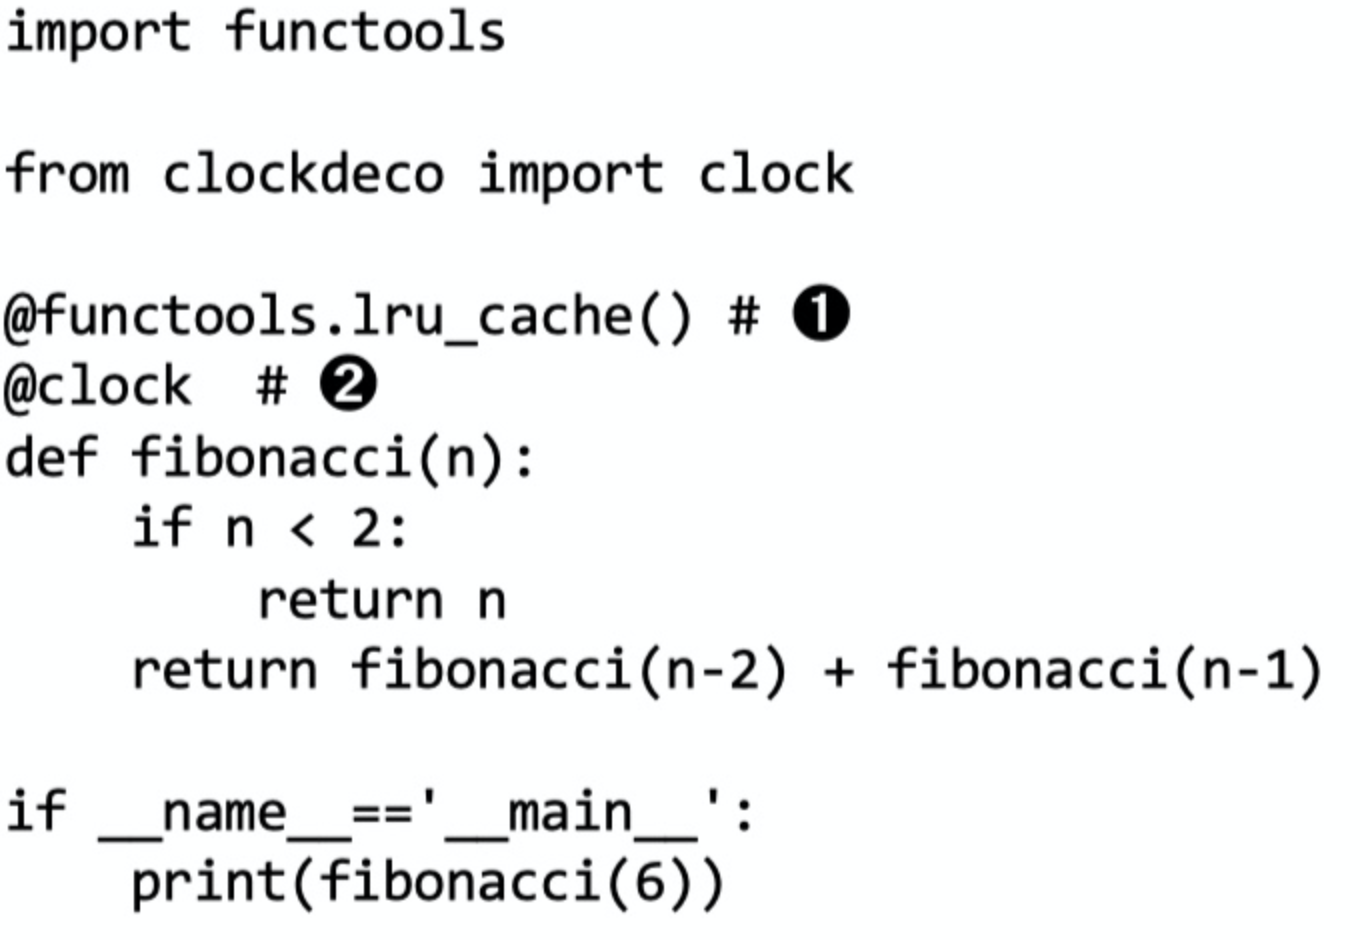 import functools
from clockdeco import clock
@functools.lru_cache() # ❶
@clock  # ❷
def fibonacci(n):
    if n < 2:
        return n
    return fibonacci(n-2) + fibonacci(n-1)
if __name__=='__main__':
    print(fibonacci(6))